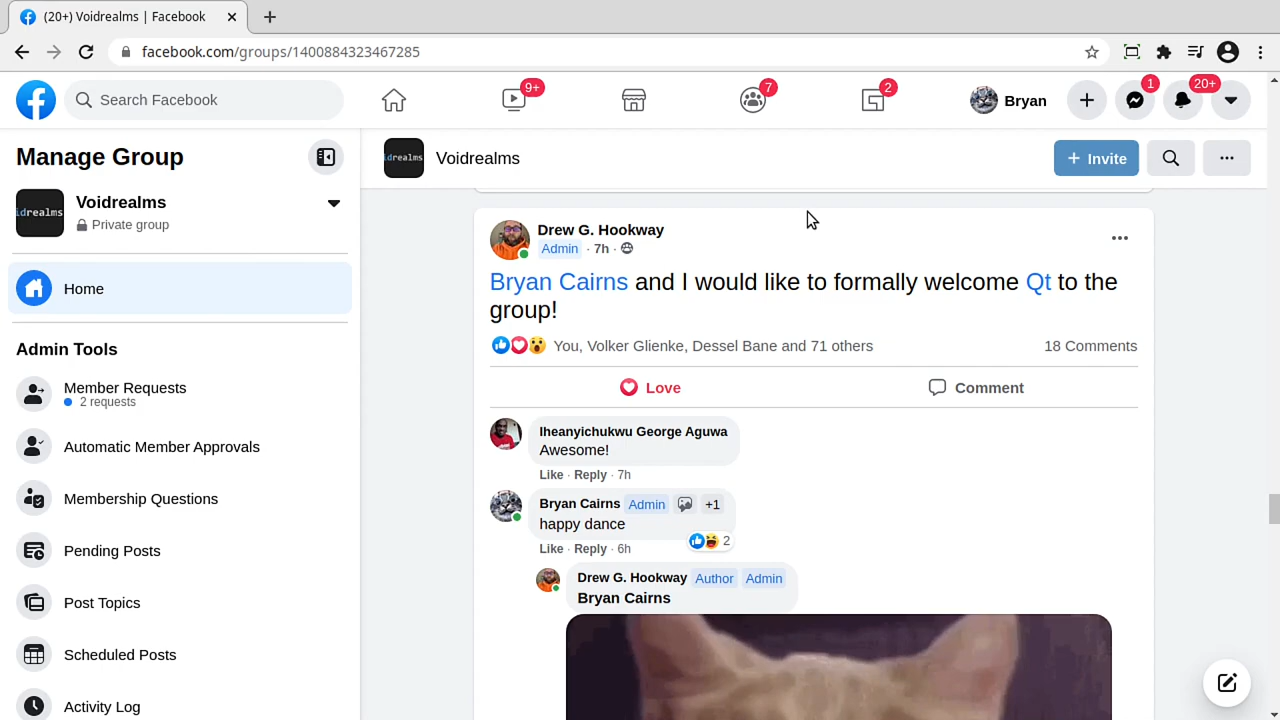 (20+) Voidrealms | Facebook
facebook.com/groups/1400884323467285
Search Facebook
9+
7
2
Bryan
1
20+
Manage Group
Voidrealms
Private group
Home
Admin Tools
Member Requests
2 requests
Automatic Member Approvals
Membership Questions
Pending Posts
Post Topics
Scheduled Posts
Activity Log
idrealms
Voidrealms
+ Invite
Drew G. Hookway
Admin · 7h ·
Bryan Cairns and I would like to formally welcome Qt to the
group!
You, Volker Glienke, Dessel Bane and 71 others 18 Comments
Love Comment
Iheanyichukwu George Aguwa
Awesome!
Like · Reply · 7h
Bryan Cairns Admin +1
happy dance
2
Like · Reply · 6h
Drew G. Hookway Author Admin
Bryan Cairns